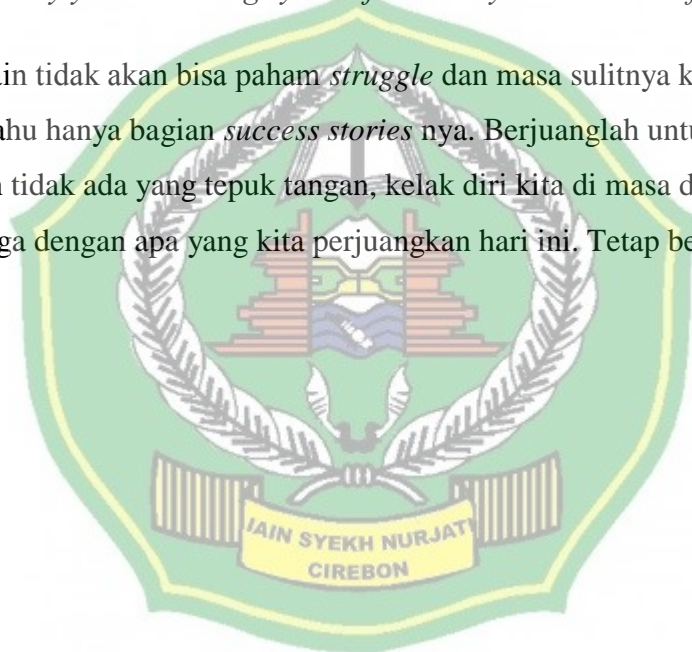 ain tidak akan bisa paham struggle dan masa sulitnya k
ahu hanya bagian success stories nya. Berjuanglah untu
tidak ada yang tepuk tangan, kelak diri kita di masa d
ga dengan apa yang kita perjuangkan hari ini. Tetap be
IAIN SYEKH NURJATI
CIREBON